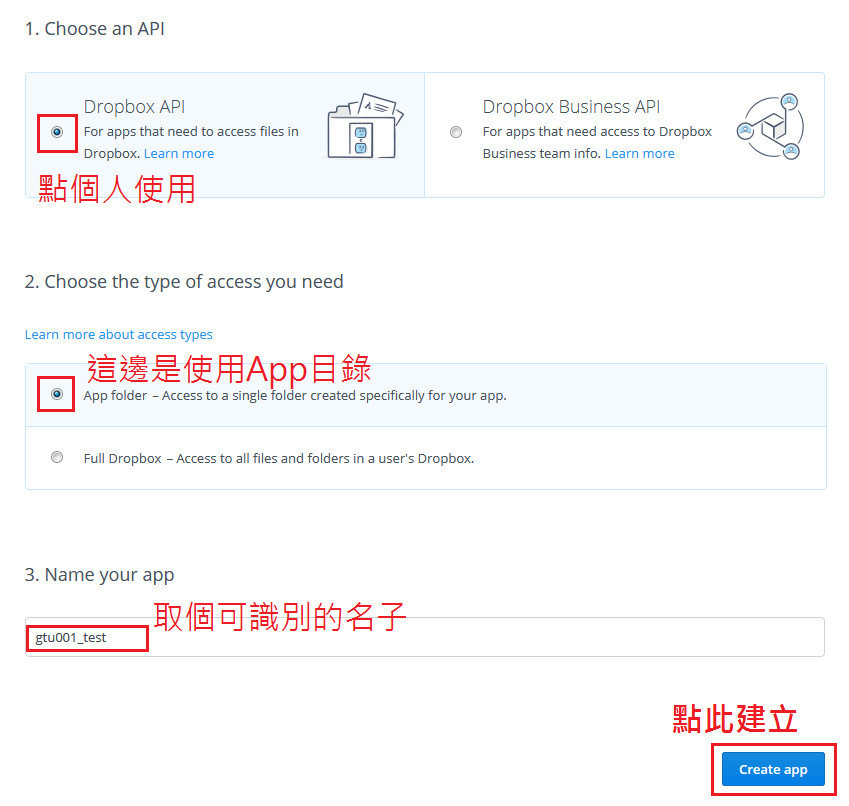 1. Choose an API
Dropbox API
For apps that need to access files in
Dropbox. Learn more
點個人使用
Dropbox Business API
For apps that need access to Dropbox
Business team info. Learn more
2. Choose the type of access you need
Learn more about access types
這邊是使用App目錄
App folder – Access to a single folder created specifically for your app.
Full Dropbox – Access to all files and folders in a user's Dropbox.
3. Name your app
取個可識別的名子
gtu001_test
點此建立
Create app